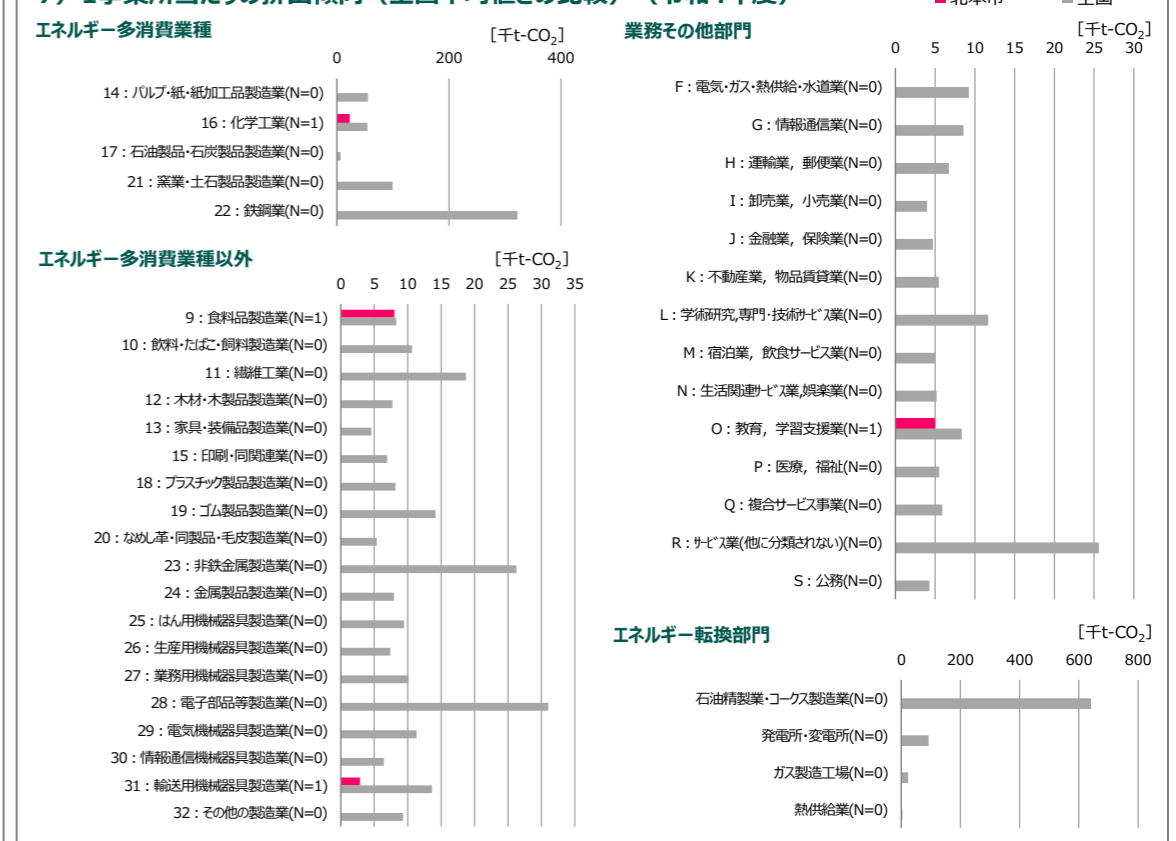 エネルギー多消費業種
[千t-CO₂]
0 200 400
14：パルプ・紙・紙加工品製造業(N=0)
16：化学工業(N=1)
17：石油製品・石炭製品製造業(N=0)
21：窯業・土石製品製造業(N=0)
22：鉄鋼業(N=0)
エネルギー多消費業種以外
[千t-CO₂]
0 5 10 15 20 25 30 35
9：食料品製造業(N=1)
10：飲料・たばこ・飼料製造業(N=0)
11：繊維工業(N=0)
12：木材・木製品製造業(N=0)
13：家具・装備品製造業(N=0)
15：印刷・同関連業(N=0)
18：プラスチック製品製造業(N=0)
19：ゴム製品製造業(N=0)
20：なめし革・同製品・毛皮製造業(N=0)
23：非鉄金属製造業(N=0)
24：金属製品製造業(N=0)
25：はん用機械器具製造業(N=0)
26：生産用機械器具製造業(N=0)
27：業務用機械器具製造業(N=0)
28：電子部品等製造業(N=0)
29：電気機械器具製造業(N=0)
30：情報通信機械器具製造業(N=0)
31：輸送用機械器具製造業(N=1)
32：その他の製造業(N=0)
業務その他部門
[千t-CO₂]
0 5 10 15 20 25 30
F：電気・ガス・熱供給・水道業(N=0)
G：情報通信業(N=0)
H：運輸業，郵便業(N=0)
I：卸売業，小売業(N=0)
J：金融業，保険業(N=0)
K：不動産業，物品賃貸業(N=0)
L：学術研究,専門・技術サービス業(N=0)
M：宿泊業，飲食サービス業(N=0)
N：生活関連サービス業,娯楽業(N=0)
O：教育，学習支援業(N=1)
P：医療，福祉(N=0)
Q：複合サービス事業(N=0)
R：サービス業(他に分類されない)(N=0)
S：公務(N=0)
エネルギー転換部門
[千t-CO₂]
0 200 400 600 800
石油精製業・コークス製造業(N=0)
発電所・変電所(N=0)
ガス製造工場(N=0)
熱供給業(N=0)